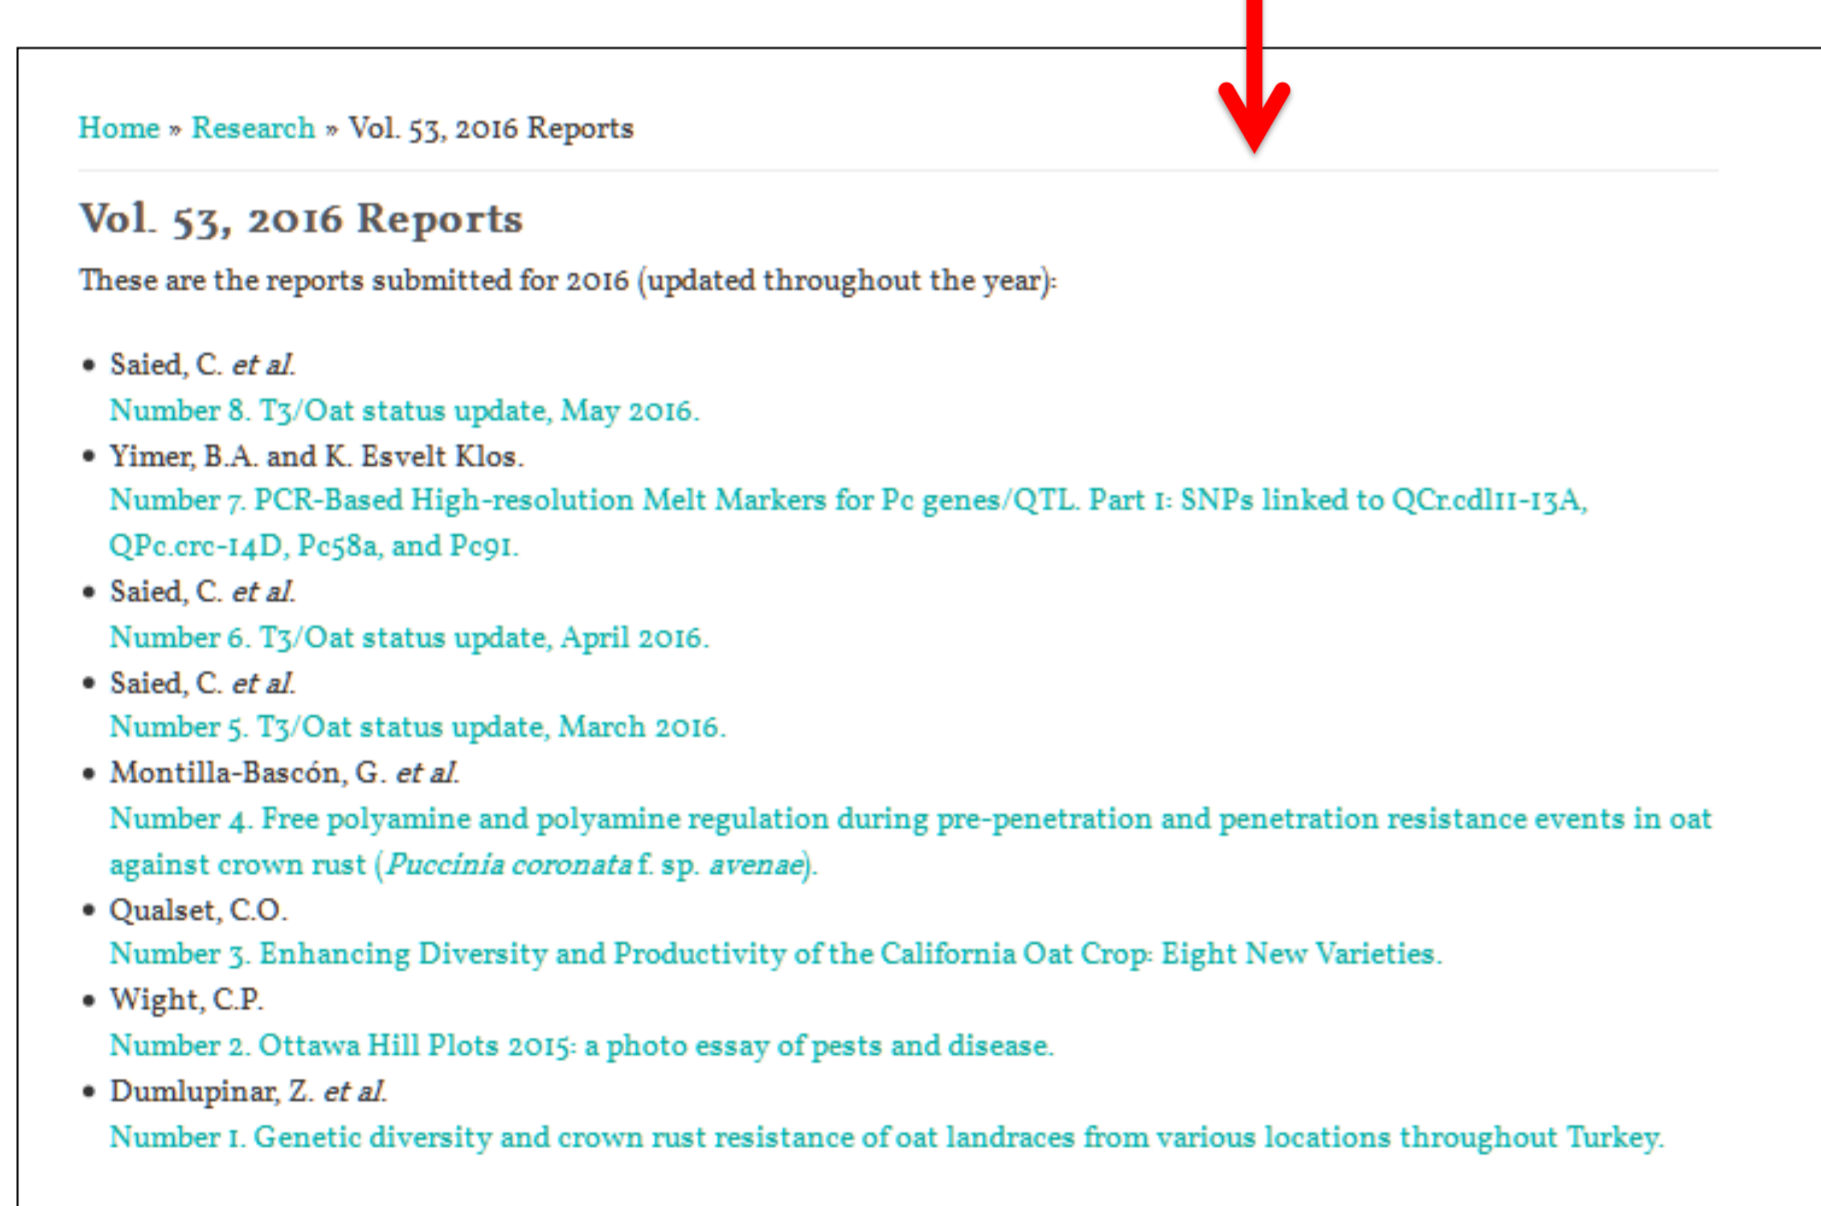 Home » Research » Vol. 53, 2016 Reports
Vol. 53, 2016 Reports
These are the reports submitted for 2016 (updated throughout the year):
• Saied, C. et al.
Number 8. T3/Oat status update, May 2016.
• Yimer, B.A. and K. Esvelt Klos.
Number 7. PCR-Based High-resolution Melt Markers for Pc genes/QTL. Part 1: SNPs linked to QCr.cdl11-13A,
QPc.crc-14D, Pc58a, and Pc91.
• Saied, C. et al.
Number 6. T3/Oat status update, April 2016.
• Saied, C. et al.
Number 5. T3/Oat status update, March 2016.
• Montilla-Bascón, G. et al.
Number 4. Free polyamine and polyamine regulation during pre-penetration and penetration resistance events in oat
against crown rust (Puccinia coronata f. sp. avenae).
• Qualset, C.O.
Number 3. Enhancing Diversity and Productivity of the California Oat Crop: Eight New Varieties.
• Wight, C.P.
Number 2. Ottawa Hill Plots 2015: a photo essay of pests and disease.
• Dumlupinar, Z. et al.
Number 1. Genetic diversity and crown rust resistance of oat landraces from various locations throughout Turkey.